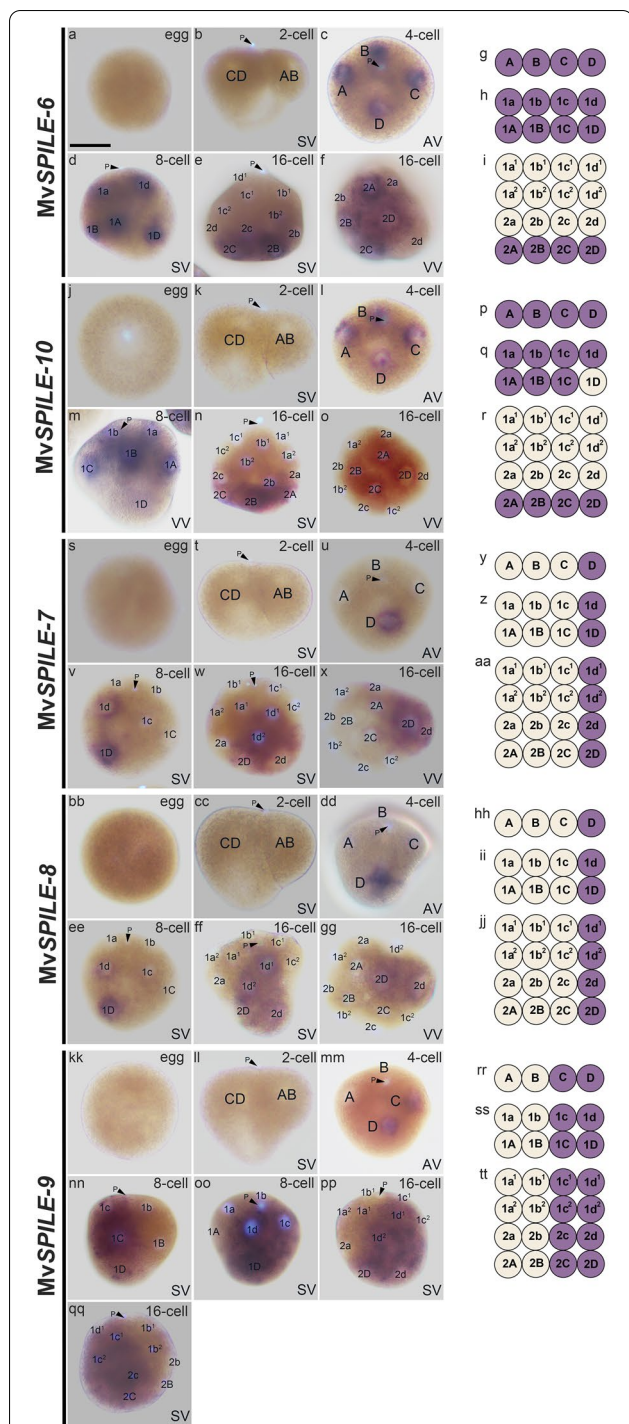 MvSPILE-6
a egg
b 2-cell
P
CD AB
SV
c 4-cell
B
P
A C
D
AV
d 8-cell
P
1a 1d
1A
1B 1D
SV
e 16-cell
P
1d¹
1c¹ 1b¹
1c² 1b²
2d 2c 2b
2C 2B
SV
f 16-cell
2a
2b 2A
2B 2D
2C 2d
VV
g
A B C D
h
1a 1b 1c 1d
1A 1B 1C 1D
i
1a¹ 1b¹ 1c¹ 1d¹
1a² 1b² 1c² 1d²
2a 2b 2c 2d
2A 2B 2C 2D
MvSPILE-10
j egg
k 2-cell
P
CD AB
SV
l 4-cell
B
P
A C
D
AV
m 8-cell
P
1b 1a
1B
1C 1A
1D
VV
n 16-cell
P
1c¹ 1b¹ 1a¹
1c² 1b² 1a²
2c 2b 2a
2C 2B 2A
SV
o 16-cell
2a
1a² 2A
2b 2B 2D 2d
1b² 2C
2c 1c²
VV
p
A B C D
q
1a 1b 1c 1d
1A 1B 1C 1D
r
1a¹ 1b¹ 1c¹ 1d¹
1a² 1b² 1c² 1d²
2a 2b 2c 2d
2A 2B 2C 2D
MvSPILE-7
s egg
t 2-cell
P
CD AB
SV
u 4-cell
B
P
A C
D
AV
v 8-cell
1a P 1b
1d 1c
1D 1C
SV
w 16-cell
P
1b¹ 1c¹
1a² 1a¹ 1d¹ 1c²
2a 1d²
2D 2d
SV
x 16-cell
1a² 2a
2A
2b 2B 2D
2C 2d
1b² 2c 1c²
VV
y
A B C D
z
1a 1b 1c 1d
1A 1B 1C 1D
aa
1a¹ 1b¹ 1c¹ 1d¹
1a² 1b² 1c² 1d²
2a 2b 2c 2d
2A 2B 2C 2D
MvSPILE-8
bb egg
cc 2-cell
P
CD AB
SV
dd 4-cell
B
P
A C
D
AV
ee 8-cell
1a P 1b
1d 1c
1D 1C
SV
ff 16-cell
1b¹ 1c¹
P
1a² 1a¹ 1d¹ 1c²
2a 1d²
2D 2d
SV
gg 16-cell
2a 1d²
1a² 2A
2D
2b 2B 2C 2d
1b² 2c 1c²
VV
hh
A B C D
ii
1a 1b 1c 1d
1A 1B 1C 1D
jj
1a¹ 1b¹ 1c¹ 1d¹
1a² 1b² 1c² 1d²
2a 2b 2c 2d
2A 2B 2C 2D
MvSPILE-9
kk egg
ll 2-cell
P
CD AB
SV
mm 4-cell
B
P
A C
D
AV
nn 8-cell
P
1c 1b
1C 1B
1D
SV
oo 8-cell
P 1b
1a 1c
1A 1d
1D
SV
pp 16-cell
1b¹ P 1c¹
1a² 1a¹ 1d¹ 1c²
2a 1d²
2D 2d
SV
qq 16-cell
P
1d¹ 1c¹ 1b¹
1c² 1b²
2c 2b
2C 2B
SV
rr
A B C D
ss
1a 1b 1c 1d
1A 1B 1C 1D
tt
1a¹ 1b¹ 1c¹ 1d¹
1a² 1b² 1c² 1d²
2a 2b 2c 2d
2A 2B 2C 2D